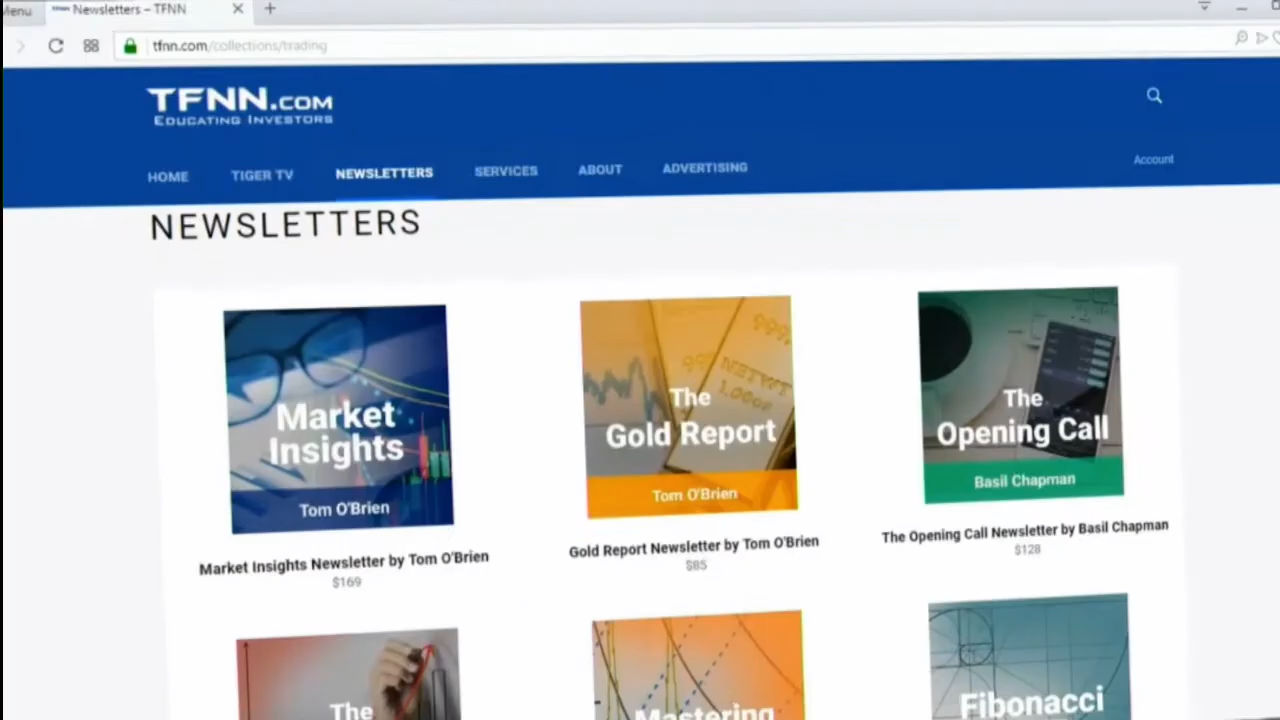 Menu
Newsletters – TFNN
tfnn.com/collections/trading
TFNN.COM
EDUCATING INVESTORS
HOME
TIGER TV
NEWSLETTERS
SERVICES
ABOUT
ADVERTISING
Account
NEWSLETTERS
Market
Insights
Tom O'Brien
Market Insights Newsletter by Tom O'Brien
$169
The
Gold Report
Tom O'Brien
Gold Report Newsletter by Tom O'Brien
$85
The
Opening Call
Basil Chapman
The Opening Call Newsletter by Basil Chapman
$128
The
Mastering
Fibonacci